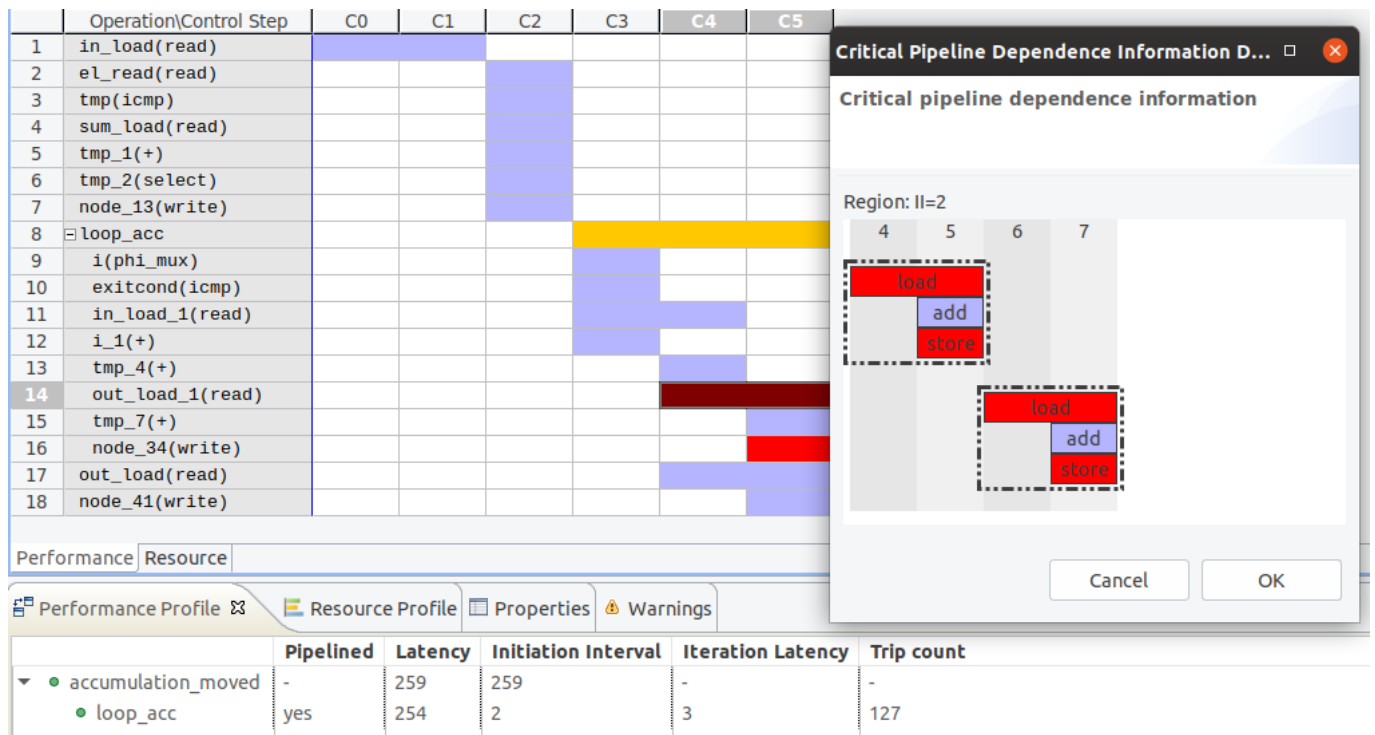 Operation\Control Step C0 C1 C2 C3 C4 C5
1 in_load(read)
2 el_read(read)
3 tmp(icmp)
4 sum_load(read)
5 tmp_1(+)
6 tmp_2(select)
7 node_13(write)
8 loop_acc
9 i(phi_mux)
10 exitcond(icmp)
11 in_load_1(read)
12 i_1(+)
13 tmp_4(+)
14 out_load_1(read)
15 tmp_7(+)
16 node_34(write)
17 out_load(read)
18 node_41(write)
Performance Resource
Critical Pipeline Dependence Information D...
Critical pipeline dependence information
Region: II=2
4 5 6 7
load
add
store
load
add
store
Cancel OK
Performance Profile Resource Profile Properties Warnings
Pipelined Latency Initiation Interval Iteration Latency Trip count
accumulation_moved - 259 259 - -
loop_acc yes 254 2 3 127